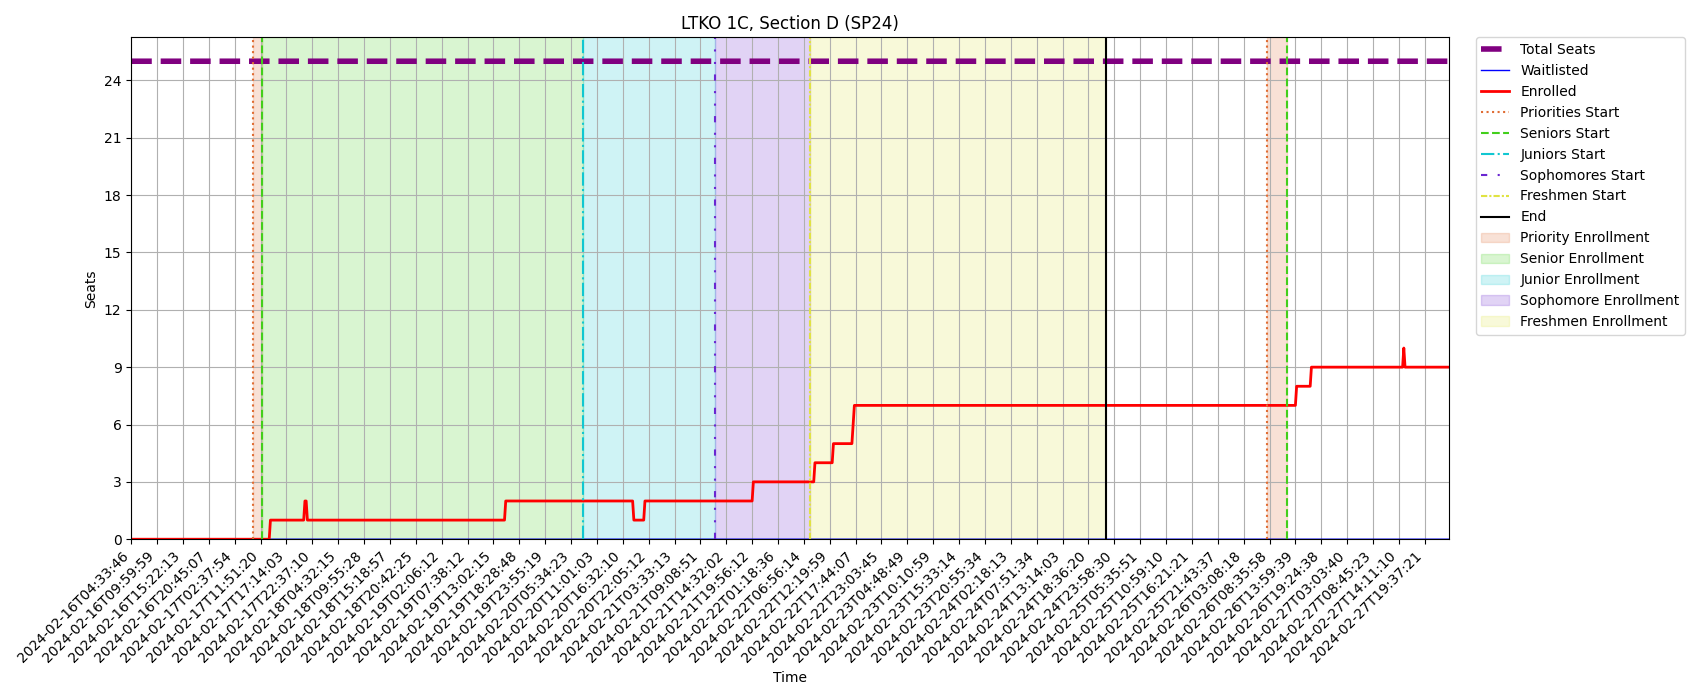 LTKO 1C, Section D (SP24)
Seats
24
21
18
15
12
9
6
3
0
2024-02-16T04:33:46
2024-02-16T09:59:59
2024-02-16T15:22:13
2024-02-16T20:45:07
2024-02-17T02:37:54
2024-02-17T11:51:20
2024-02-17T17:14:03
2024-02-17T22:37:10
2024-02-18T04:32:15
2024-02-18T09:55:28
2024-02-18T15:18:57
2024-02-18T20:42:25
2024-02-19T02:06:12
2024-02-19T07:38:12
2024-02-19T13:02:15
2024-02-19T18:28:48
2024-02-19T23:55:19
2024-02-20T05:34:23
2024-02-20T11:01:03
2024-02-20T16:32:10
2024-02-20T22:05:12
2024-02-21T03:33:13
2024-02-21T09:08:51
2024-02-21T14:32:02
2024-02-21T19:56:12
2024-02-22T01:18:36
2024-02-22T06:56:14
2024-02-22T12:19:59
2024-02-22T17:44:07
2024-02-22T23:03:45
2024-02-23T04:48:49
2024-02-23T10:10:59
2024-02-23T15:33:14
2024-02-23T20:55:34
2024-02-24T02:18:13
2024-02-24T07:51:34
2024-02-24T13:14:03
2024-02-24T18:36:20
2024-02-24T23:58:30
2024-02-25T05:35:51
2024-02-25T10:59:10
2024-02-25T16:21:21
2024-02-25T21:43:37
2024-02-26T03:08:18
2024-02-26T08:35:58
2024-02-26T13:59:39
2024-02-26T19:24:38
2024-02-27T03:03:40
2024-02-27T08:45:23
2024-02-27T14:11:10
2024-02-27T19:37:21
Time
Total Seats
Waitlisted
Enrolled
Priorities Start
Seniors Start
Juniors Start
Sophomores Start
Freshmen Start
End
Priority Enrollment
Senior Enrollment
Junior Enrollment
Sophomore Enrollment
Freshmen Enrollment